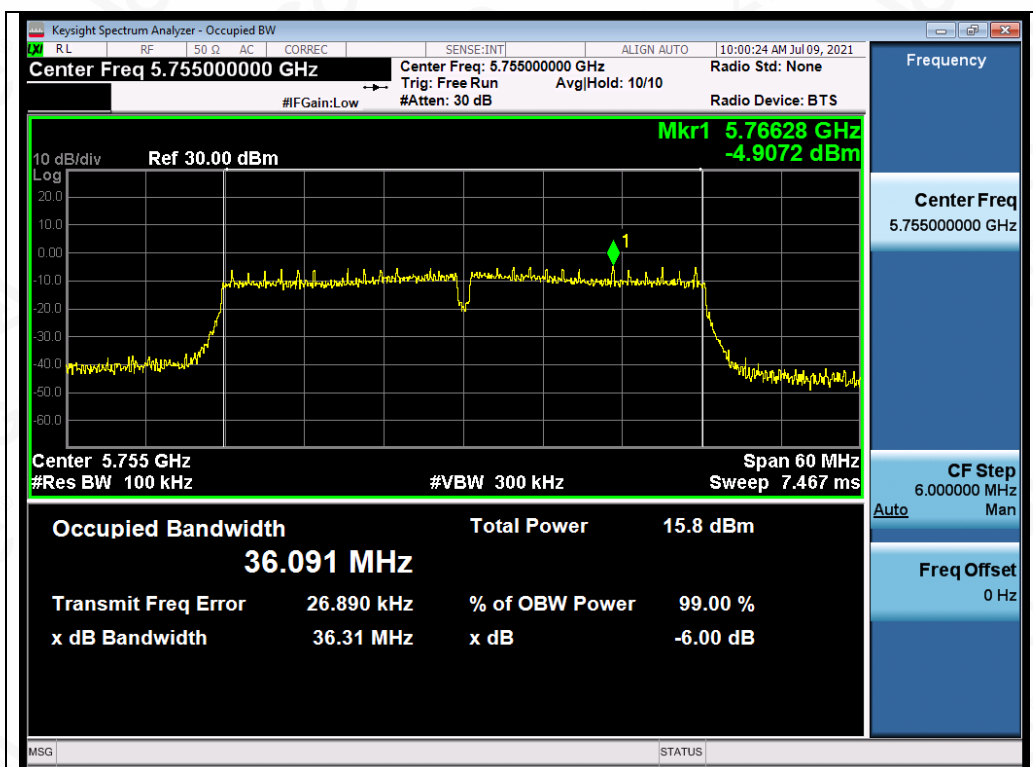 Keysight Spectrum Analyzer - Occupied BW
LXI RL RF 50 Ω AC CORREC SENSE:INT ALIGN AUTO 10:00:24 AM Jul 09, 2021
Center Freq 5.755000000 GHz Center Freq: 5.755000000 GHz Radio Std: None
Trig: Free Run Avg|Hold: 10/10
#IFGain:Low #Atten: 30 dB Radio Device: BTS
Frequency
Mkr1 5.76628 GHz
-4.9072 dBm
10 dB/div Ref 30.00 dBm
Log
20.0
10.0
0.00
-10.0
-20.0
-30.0
-40.0
-50.0
-60.0
1
Center 5.755 GHz Span 60 MHz
#Res BW 100 kHz #VBW 300 kHz Sweep 7.467 ms
Center Freq
5.755000000 GHz
CF Step
6.000000 MHz
Auto Man
Freq Offset
0 Hz
Occupied Bandwidth Total Power 15.8 dBm
36.091 MHz
Transmit Freq Error 26.890 kHz % of OBW Power 99.00 %
x dB Bandwidth 36.31 MHz x dB -6.00 dB
MSG STATUS